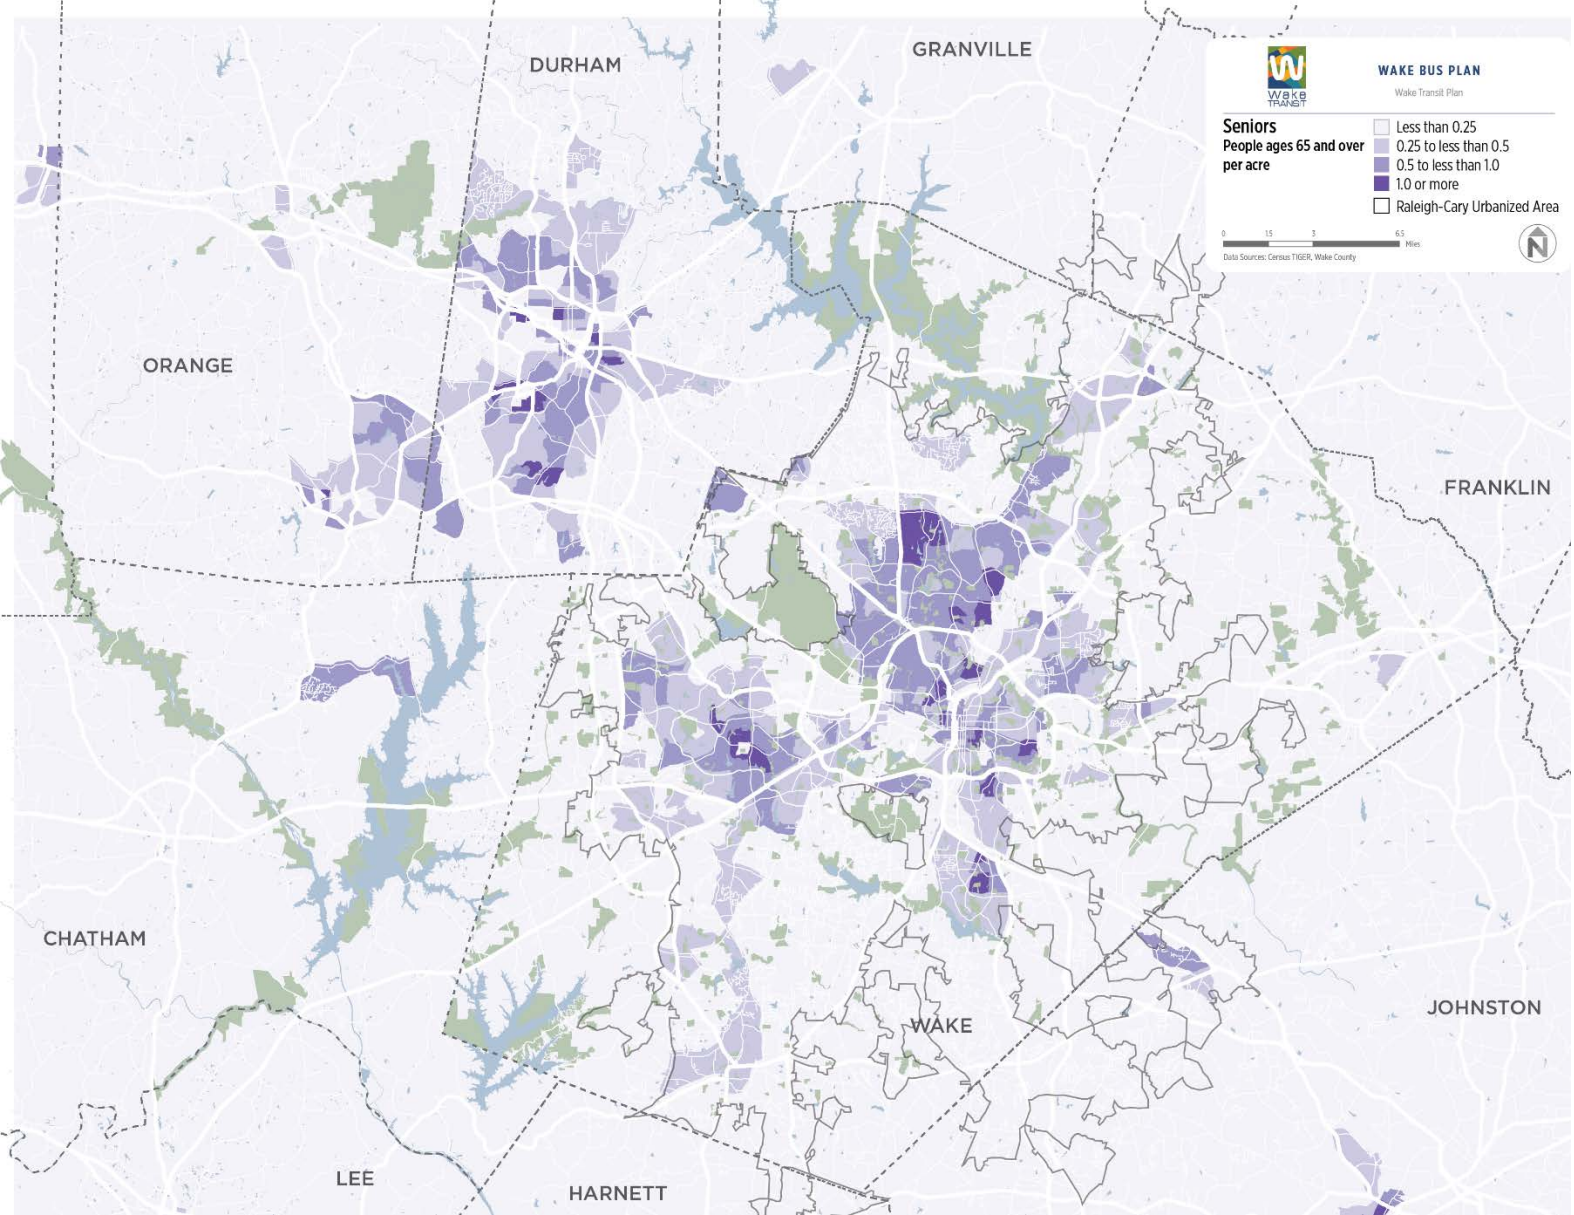 DURHAM
GRANVILLE
W
Wake
TRANSIT
WAKE BUS PLAN
Wake Transit Plan
Seniors
People ages 65 and over
per acre
Less than 0.25
0.25 to less than 0.5
0.5 to less than 1.0
1.0 or more
Raleigh-Cary Urbanized Area
0 1.5 3 6.5
Miles
Data Sources: Census TIGER, Wake County
N
ORANGE
FRANKLIN
CHATHAM
JOHNSTON
WAKE
LEE
HARNETT